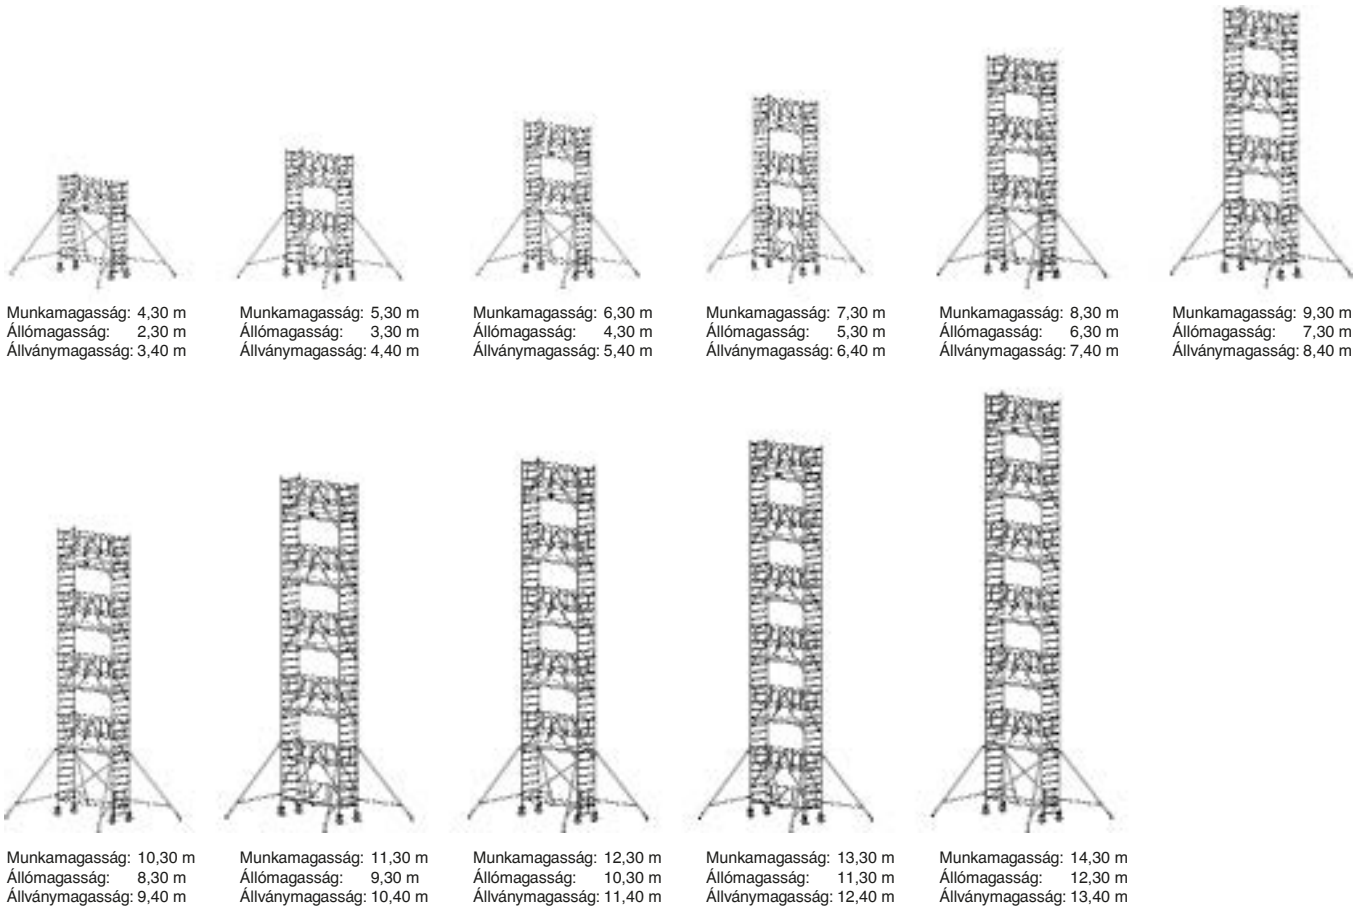 Munkamagasság: 4,30 m
Állómagasság: 2,30 m
Állványmagasság: 3,40 m
Munkamagasság: 5,30 m
Állómagasság: 3,30 m
Állványmagasság: 4,40 m
Munkamagasság: 6,30 m
Állómagasság: 4,30 m
Állványmagasság: 5,40 m
Munkamagasság: 7,30 m
Állómagasság: 5,30 m
Állványmagasság: 6,40 m
Munkamagasság: 8,30 m
Állómagasság: 6,30 m
Állványmagasság: 7,40 m
Munkamagasság: 9,30 m
Állómagasság: 7,30 m
Állványmagasság: 8,40 m
Munkamagasság: 10,30 m
Állómagasság: 8,30 m
Állványmagasság: 9,40 m
Munkamagasság: 11,30 m
Állómagasság: 9,30 m
Állványmagasság: 10,40 m
Munkamagasság: 12,30 m
Állómagasság: 10,30 m
Állványmagasság: 11,40 m
Munkamagasság: 13,30 m
Állómagasság: 11,30 m
Állványmagasság: 12,40 m
Munkamagasság: 14,30 m
Állómagasság: 12,30 m
Állványmagasság: 13,40 m